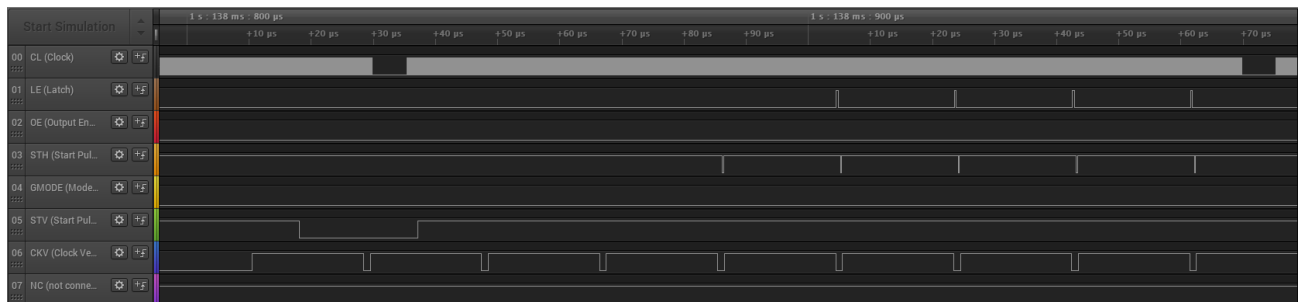 Start Simulation
1 s : 138 ms : 800 µs
1 s : 138 ms : 900 µs
+10 µs +20 µs +30 µs +40 µs +50 µs +60 µs +70 µs +80 µs +90 µs +10 µs +20 µs +30 µs +40 µs +50 µs +60 µs +70 µs
00 CL (Clock)
01 LE (Latch)
02 OE (Output En...
03 STH (Start Pul...
04 GMODE (Mode...
05 STV (Start Pul...
06 CKV (Clock Ve...
07 NC (not conne...